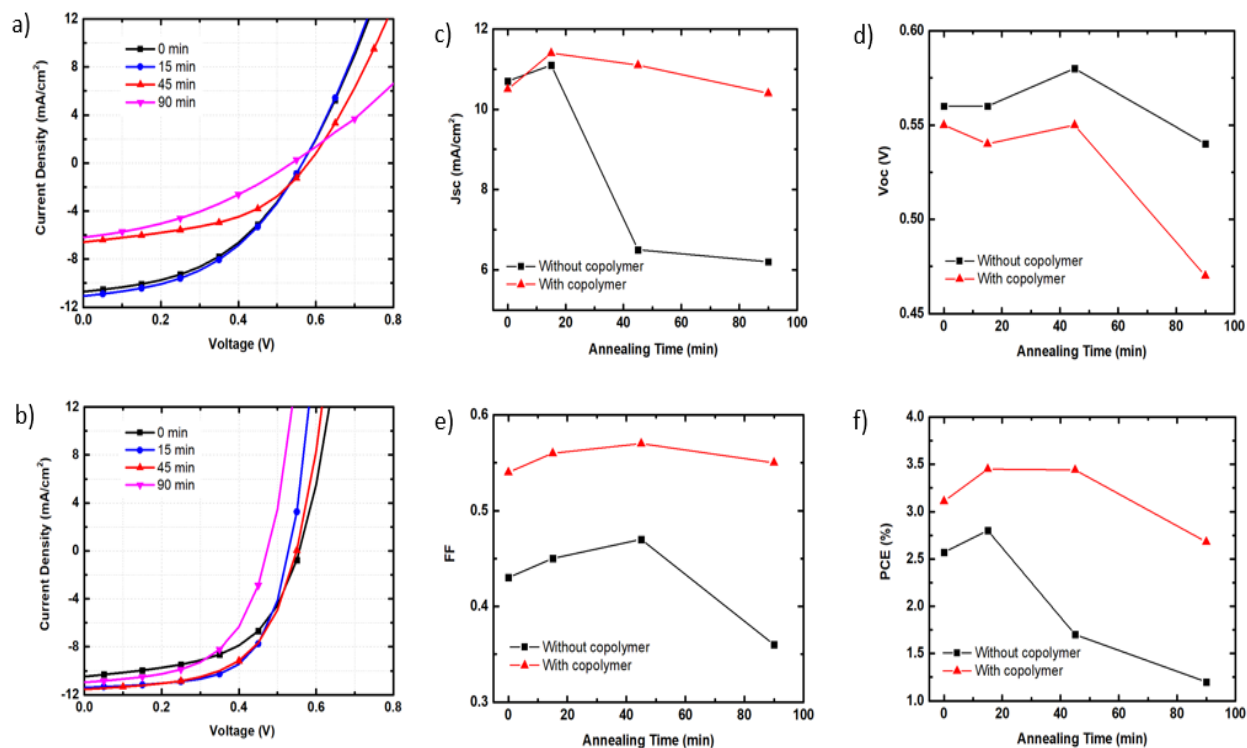 a)
12
8
4
0
-4
-8
-12
0.0 0.2 0.4 0.6 0.8
Current Density (mA/cm²)
Voltage (V)
0 min
15 min
45 min
90 min
c)
12
10
8
6
0 20 40 60 80 100
Jsc (mA/cm²)
Annealing Time (min)
Without copolymer
With copolymer
d)
0.60
0.55
0.50
0.45
0 20 40 60 80 100
Voc (V)
Annealing Time (min)
Without copolymer
With copolymer
b)
12
8
4
0
-4
-8
-12
0.0 0.2 0.4 0.6 0.8
Current Density (mA/cm²)
Voltage (V)
0 min
15 min
45 min
90 min
e)
0.6
0.5
0.4
0.3
0 20 40 60 80 100
FF
Annealing Time (min)
Without copolymer
With copolymer
f)
4.0
3.5
3.0
2.5
2.0
1.5
1.0
0 20 40 60 80 100
PCE (%)
Annealing Time (min)
Without copolymer
With copolymer